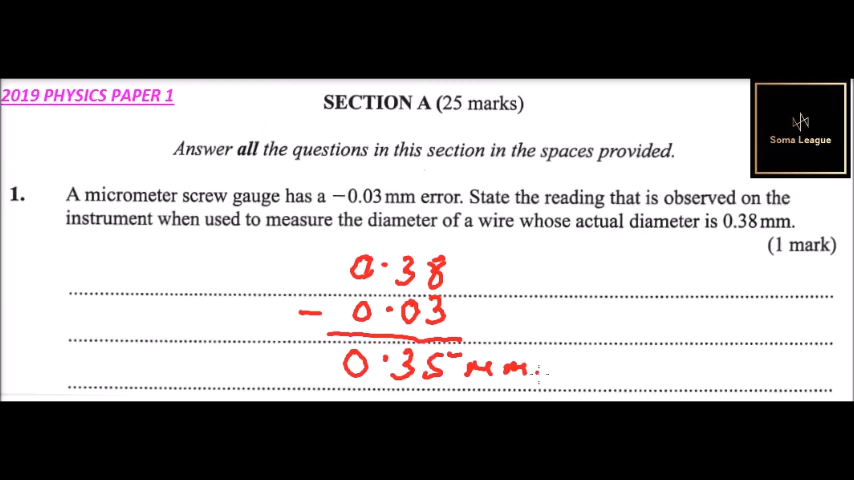 2019 PHYSICS PAPER 1
SECTION A (25 marks)
Soma League
Answer all the questions in this section in the spaces provided.
1. A micrometer screw gauge has a −0.03 mm error. State the reading that is observed on the
instrument when used to measure the diameter of a wire whose actual diameter is 0.38 mm.
(1 mark)
0.38
− 0.03
0.35 mm.